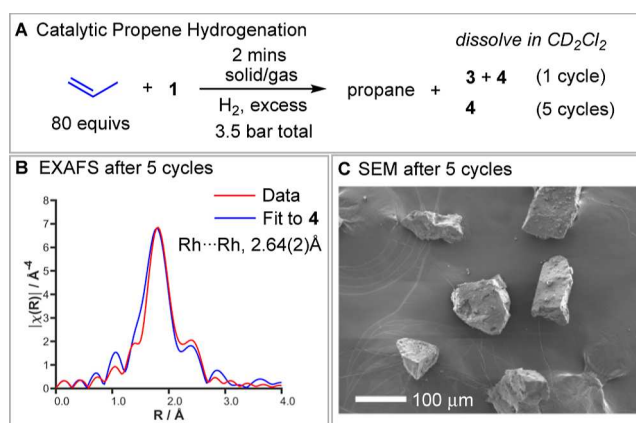 A Catalytic Propene Hydrogenation
80 equivs
+ 1
2 mins
solid/gas
H2, excess
3.5 bar total
propane +
dissolve in CD2Cl2
3 + 4 (1 cycle)
4 (5 cycles)
B EXAFS after 5 cycles
Data
Fit to 4
Rh···Rh, 2.64(2)Å
|χ(R)| / Å-4
8
7
6
5
4
3
2
1
0
0.0 1.0 2.0 3.0 4.0
R / Å
C SEM after 5 cycles
100 μm